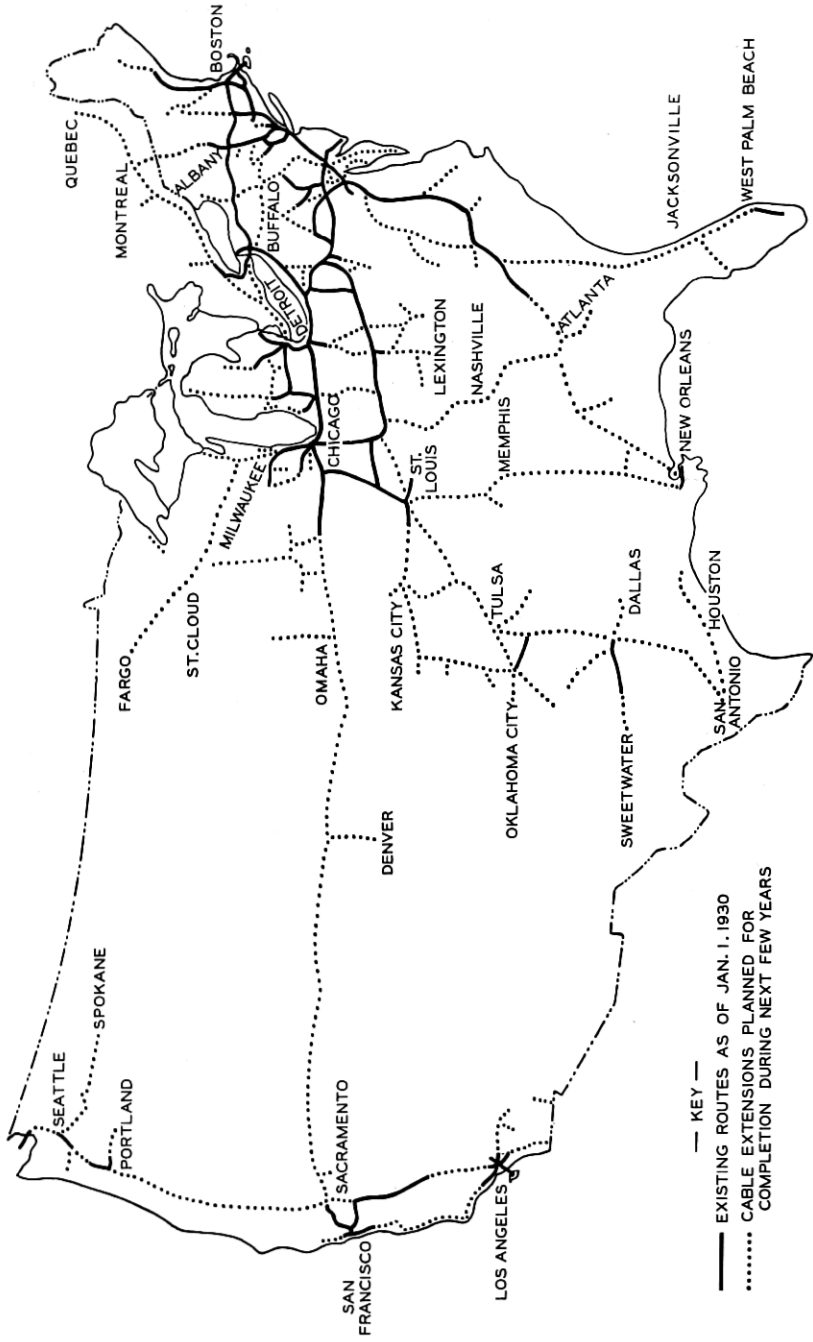 QUEBEC
MONTREAL
ALBANY
BOSTON
BUFFALO
DETROIT
MILWAUKEE
CHICAGO
FARGO
ST. CLOUD
SEATTLE
SPOKANE
PORTLAND
OMAHA
DENVER
SACRAMENTO
SAN
FRANCISCO
LOS ANGELES
KANSAS CITY
ST.
LOUIS
LEXINGTON
NASHVILLE
MEMPHIS
TULSA
OKLAHOMA CITY
ATLANTA
DALLAS
SWEETWATER
JACKSONVILLE
WEST PALM BEACH
NEW ORLEANS
HOUSTON
SAN
ANTONIO
— KEY —
EXISTING ROUTES AS OF JAN. 1. 1930
CABLE EXTENSIONS PLANNED FOR
COMPLETION DURING NEXT FEW YEARS